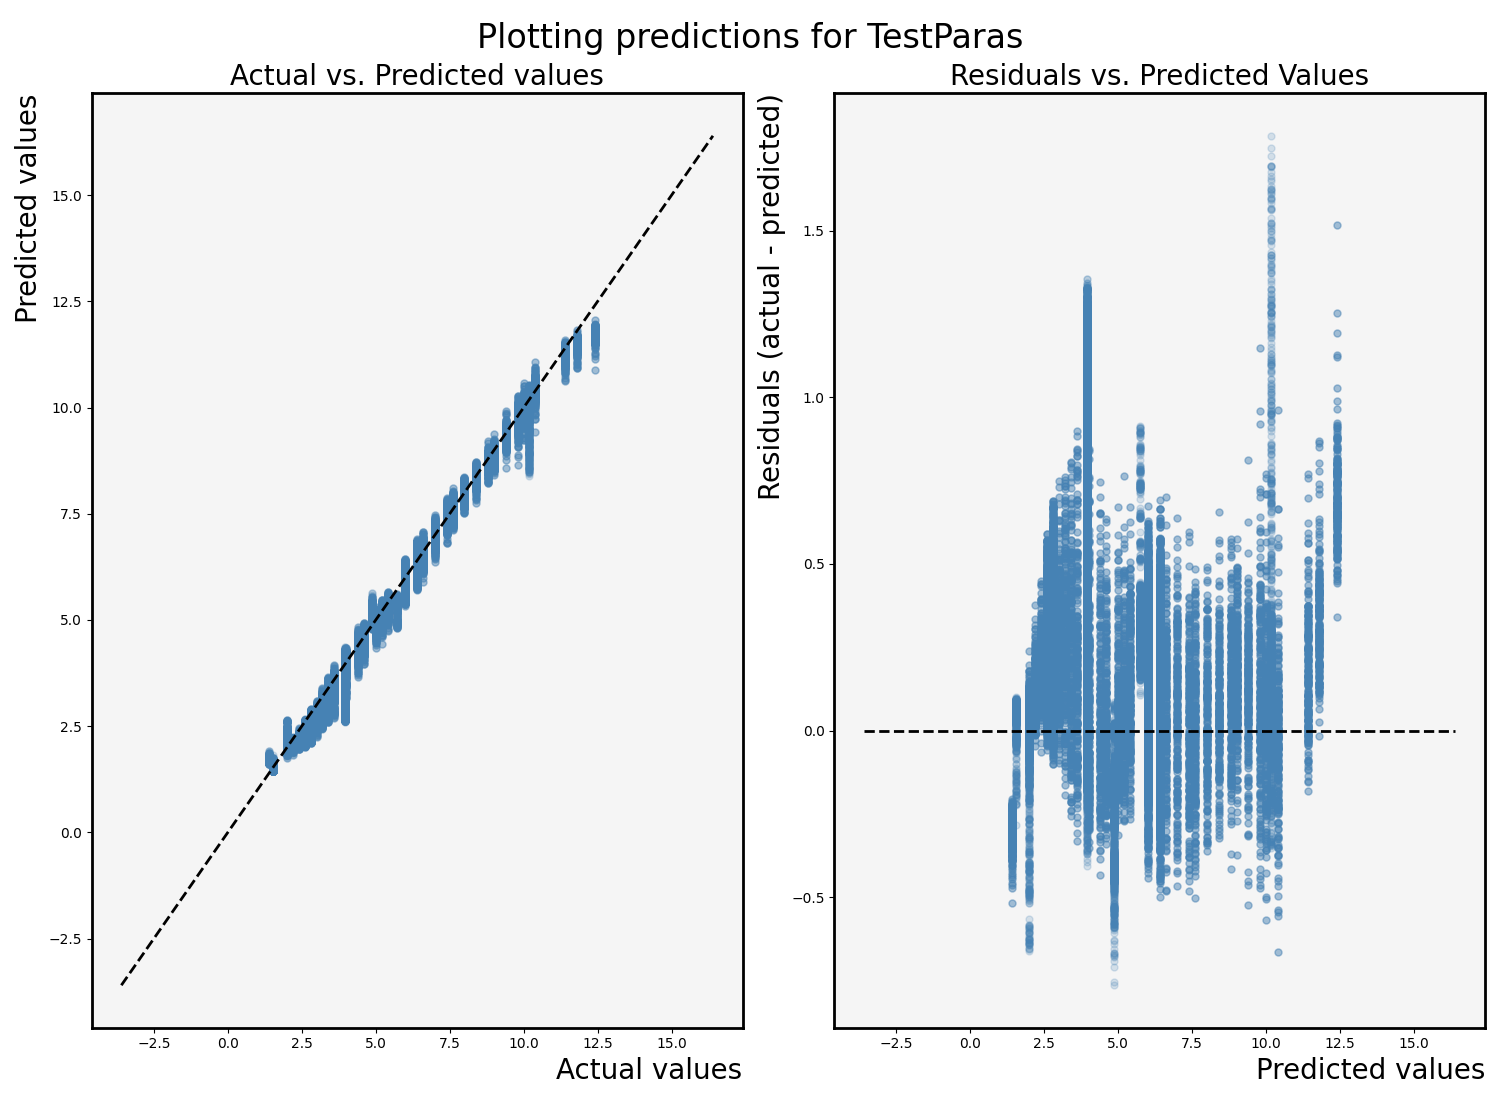 Plotting predictions for TestParas
Actual vs. Predicted values
Predicted values
15.0
12.5
10.0
7.5
5.0
2.5
0.0
−2.5
−2.5 0.0 2.5 5.0 7.5 10.0 12.5 15.0
Actual values
Residuals vs. Predicted Values
Residuals (actual - predicted)
1.5
1.0
0.5
0.0
−0.5
−2.5 0.0 2.5 5.0 7.5 10.0 12.5 15.0
Predicted values